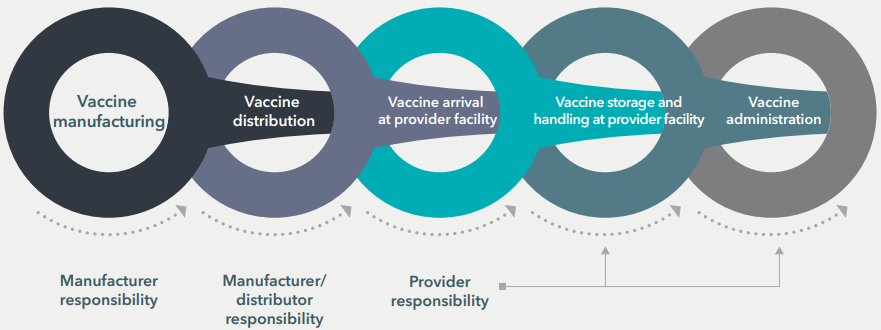 Vaccine
manufacturing
Vaccine
distribution
Vaccine arrival
at provider facility
Vaccine storage and
handling at provider facility
Vaccine
administration
Manufacturer
responsibility
Manufacturer/
distributor
responsibility
Provider
responsibility